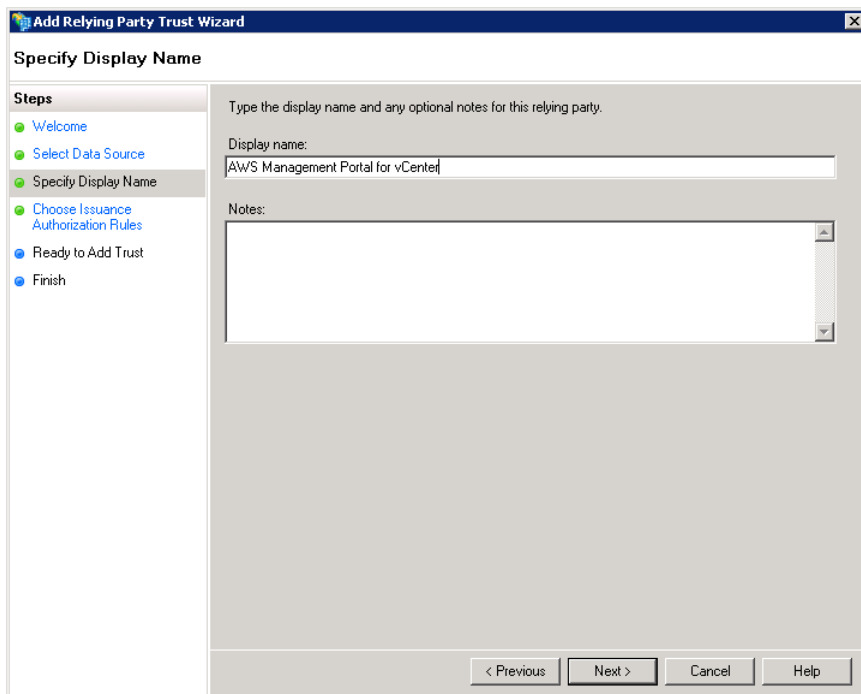 Add Relying Party Trust Wizard
Specify Display Name
Steps
Welcome
Select Data Source
Specify Display Name
Choose Issuance
Authorization Rules
Ready to Add Trust
Finish
Type the display name and any optional notes for this relying party.
Display name:
AWS Management Portal for vCenter
Notes:
< Previous
Next >
Cancel
Help